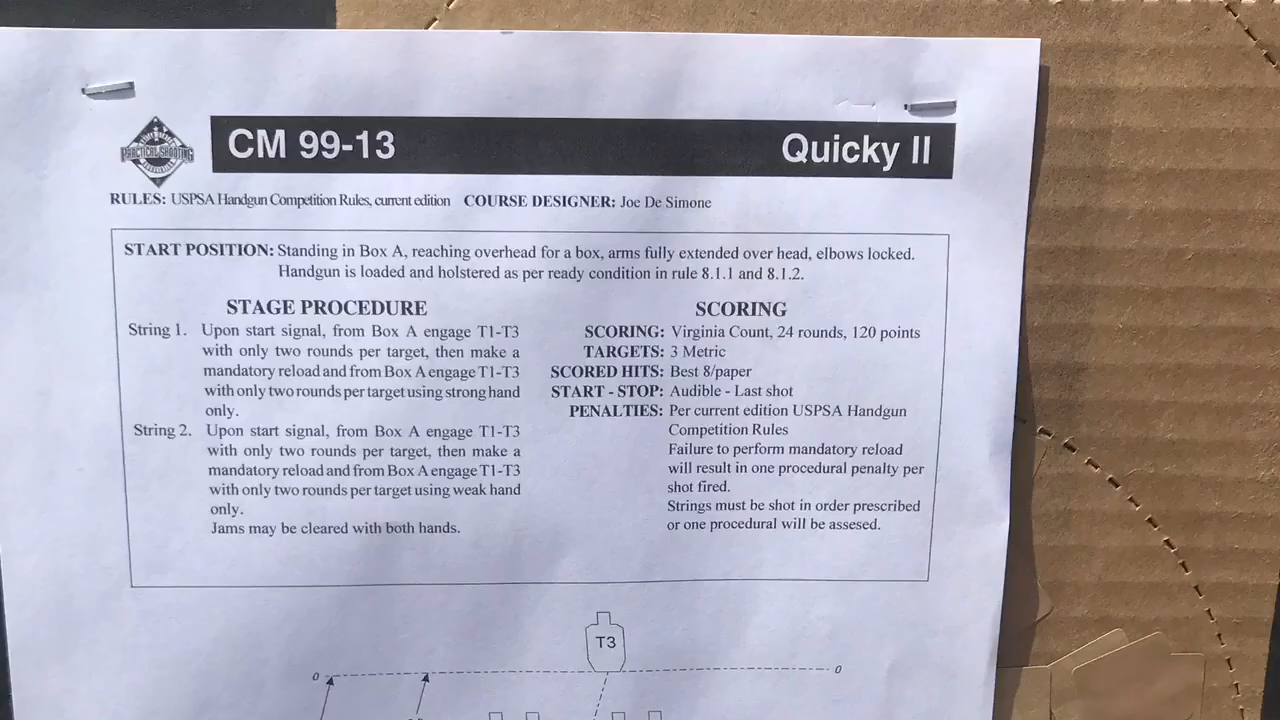 PRACTICAL SHOOTING
CM 99-13 Quicky II
RULES: USPSA Handgun Competition Rules, current edition COURSE DESIGNER: Joe De Simone
START POSITION: Standing in Box A, reaching overhead for a box, arms fully extended over head, elbows locked.
Handgun is loaded and holstered as per ready condition in rule 8.1.1 and 8.1.2.
STAGE PROCEDURE
String 1. Upon start signal, from Box A engage T1-T3
with only two rounds per target, then make a
mandatory reload and from Box A engage T1-T3
with only two rounds per target using strong hand
only.
String 2. Upon start signal, from Box A engage T1-T3
with only two rounds per target, then make a
mandatory reload and from Box A engage T1-T3
with only two rounds per target using weak hand
only.
Jams may be cleared with both hands.
SCORING
SCORING: Virginia Count, 24 rounds, 120 points
TARGETS: 3 Metric
SCORED HITS: Best 8/paper
START - STOP: Audible - Last shot
PENALTIES: Per current edition USPSA Handgun
Competition Rules
Failure to perform mandatory reload
will result in one procedural penalty per
shot fired.
Strings must be shot in order prescribed
or one procedural will be assesed.
T3
0 0